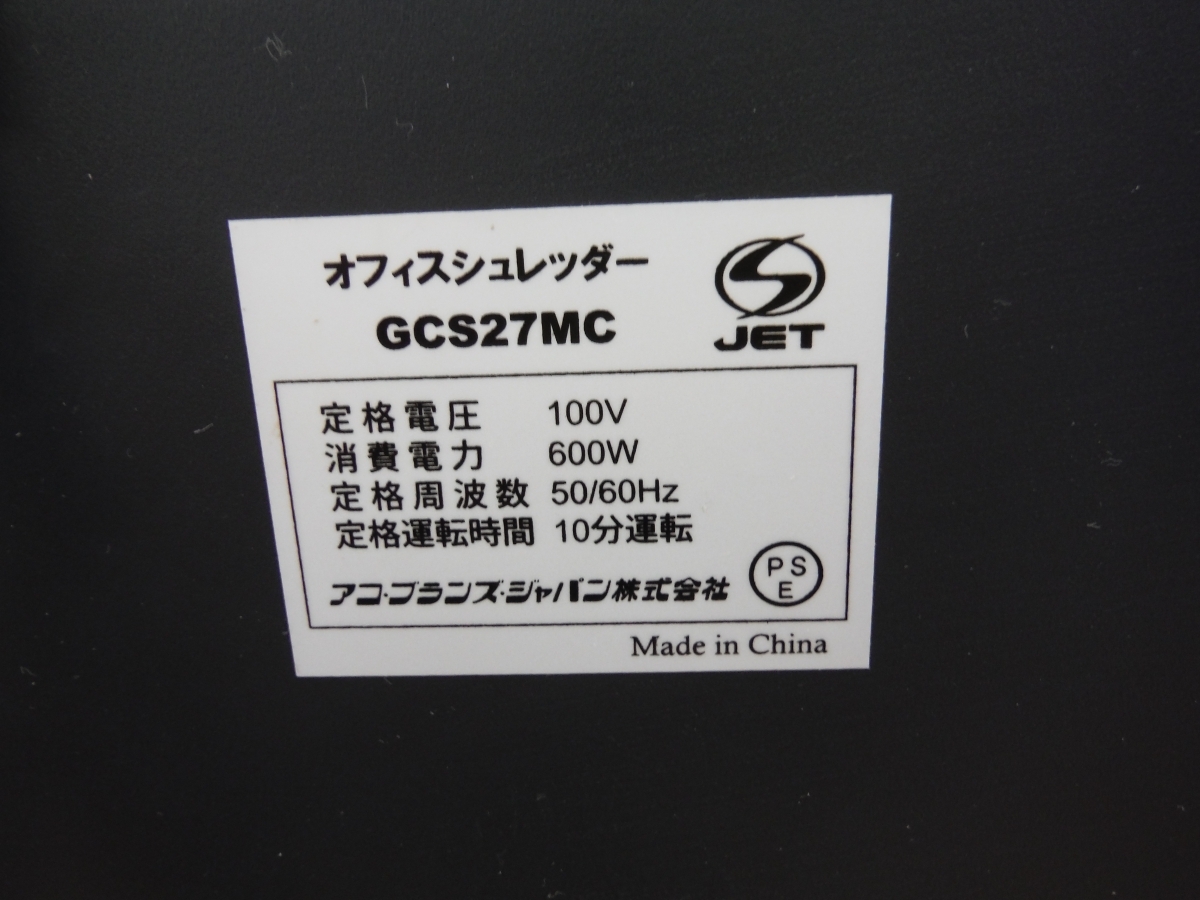 オフィスシュレッダー
GCS27MC
JET
定格電圧 100V
消費電力 600W
定格周波数 50/60Hz
定格運転時間 10分運転
アコ・ブランズ・ジャパン株式会社
PS
E
Made in China